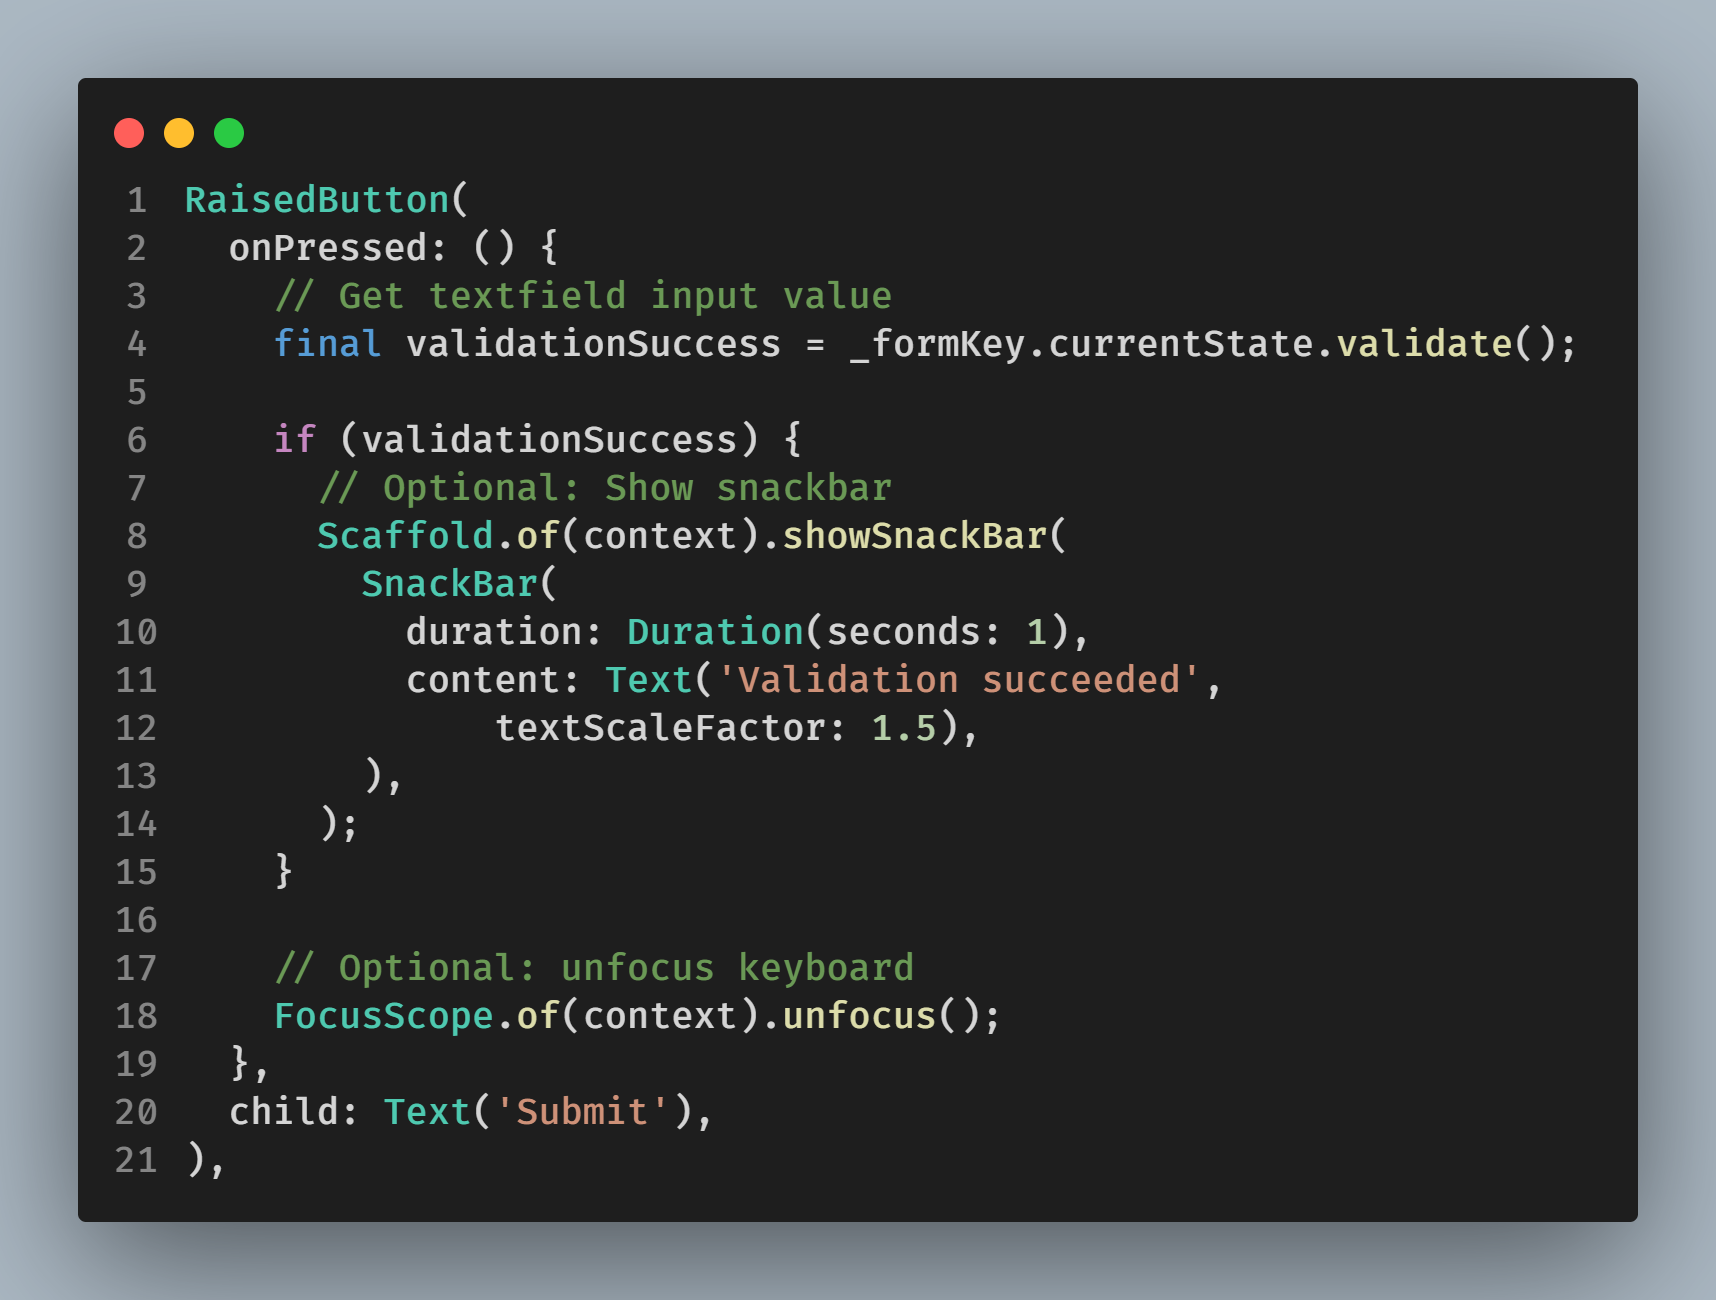 1 RaisedButton(
2   onPressed: () {
3     // Get textfield input value
4     final validationSuccess = _formKey.currentState.validate();
5
6     if (validationSuccess) {
7       // Optional: Show snackbar
8       Scaffold.of(context).showSnackBar(
9         SnackBar(
10           duration: Duration(seconds: 1),
11           content: Text('Validation succeeded',
12               textScaleFactor: 1.5),
13         ),
14       );
15     }
16
17     // Optional: unfocus keyboard
18     FocusScope.of(context).unfocus();
19   },
20   child: Text('Submit'),
21 ),